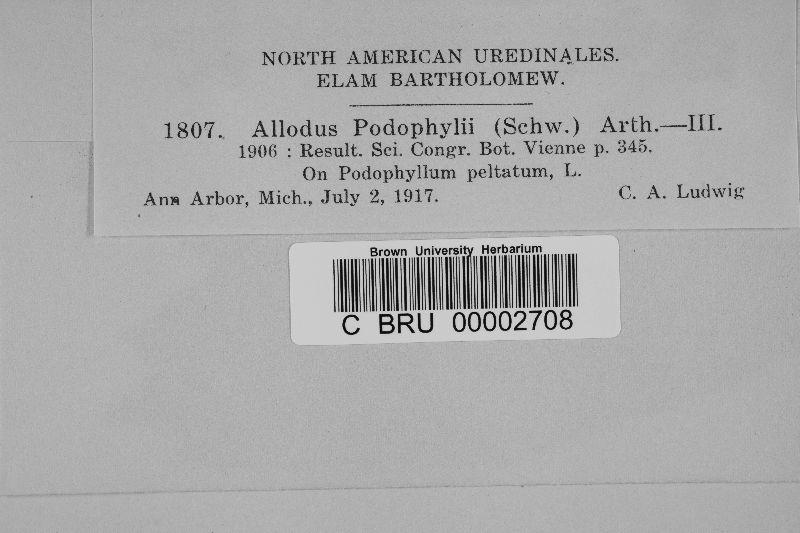 NORTH AMERICAN UREDINALES.
ELAM BARTHOLOMEW.
1807. Allodus Podophylii (Schw.) Arth.—III.
1906 : Result. Sci. Congr. Bot. Vienne p. 345.
On Podophyllum peltatum, L.
Ann Arbor, Mich., July 2, 1917. C. A. Ludwig
Brown University Herbarium
C BRU 00002708